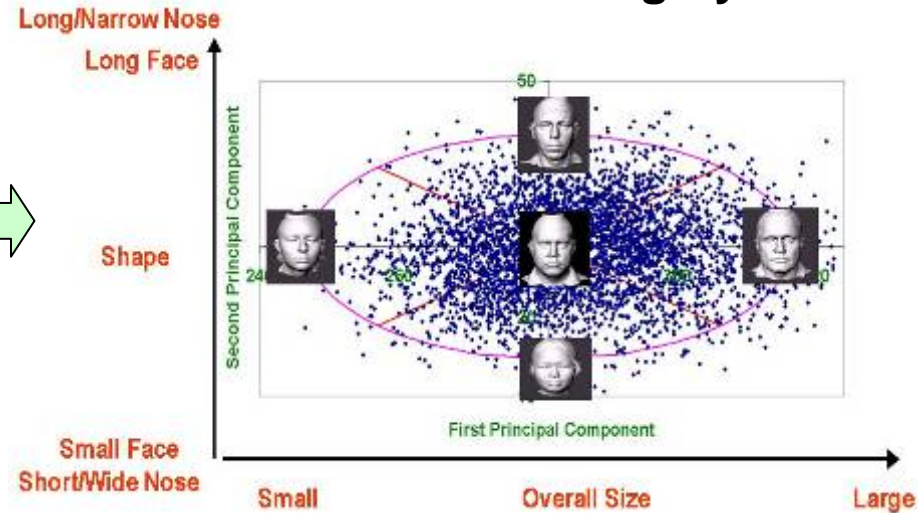 Long/Narrow Nose
Long Face
50
Second Principal Component
Shape
First Principal Component
Small Face
Short/Wide Nose
Small
Overall Size
Large